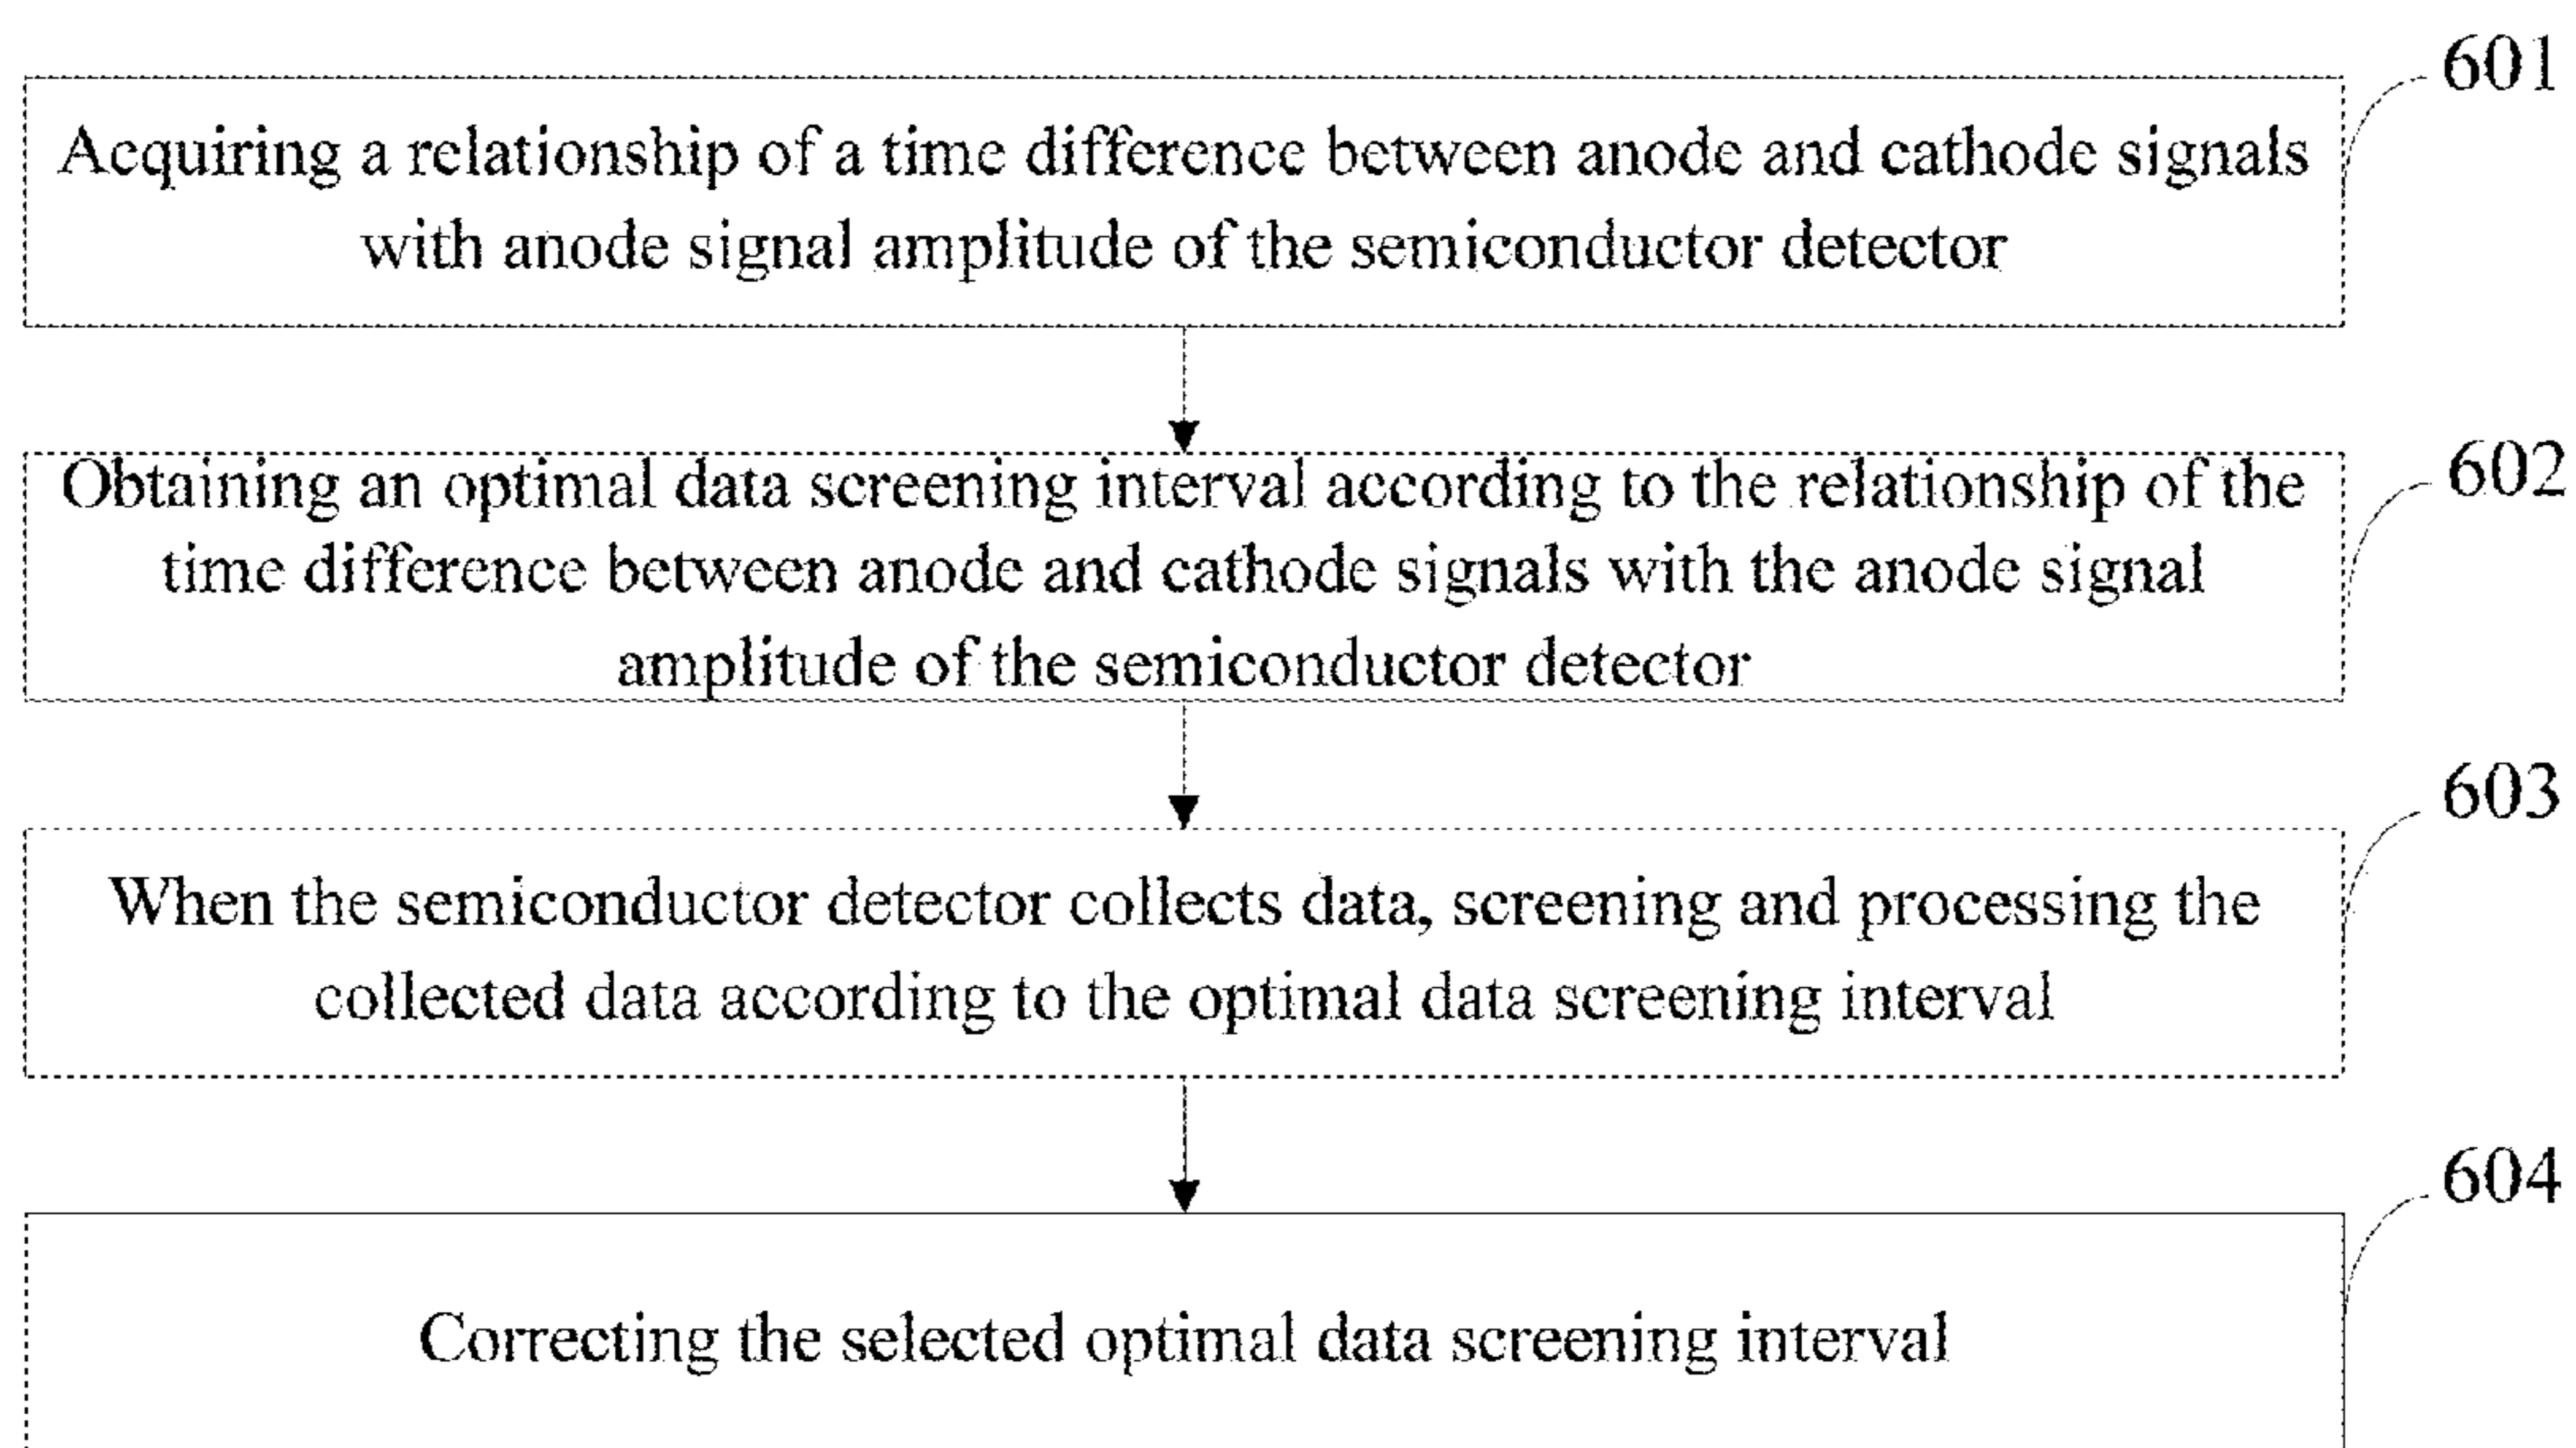 601
Acquiring a relationship of a time difference between anode and cathode signals
with anode signal amplitude of the semiconductor detector
602
Obtaining an optimal data screening interval according to the relationship of the
time difference between anode and cathode signals with the anode signal
amplitude of the semiconductor detector
603
When the semiconductor detector collects data, screening and processing the
collected data according to the optimal data screening interval
604
Correcting the selected optimal data screening interval